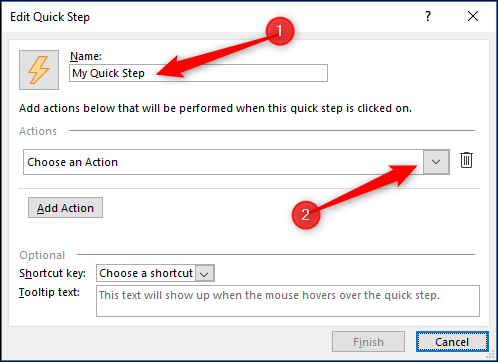 Edit Quick Step
?
1
Name:
My Quick Step
Add actions below that will be performed when this quick step is clicked on.
Actions
Choose an Action
2
Add Action
Optional
Shortcut key: Choose a shortcut
Tooltip text: This text will show up when the mouse hovers over the quick step.
Finish Cancel